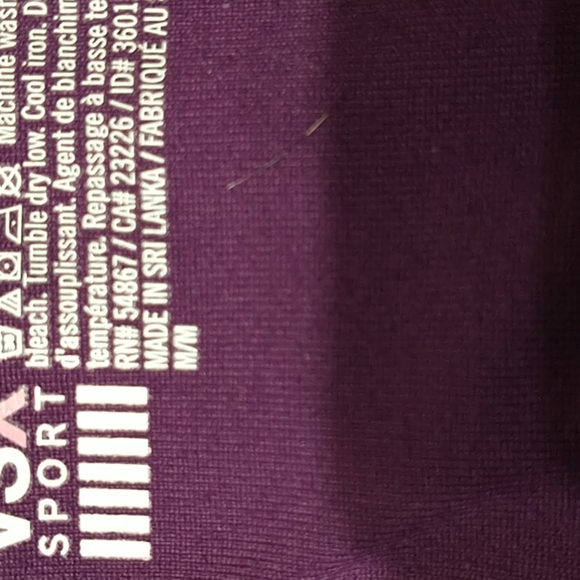 VSX
SPORT
Machine wash
bleach. Tumble dry low. Cool iron. D
d'assouplissant. Agent de blanchim
température. Repassage à basse te
RN# 54867 / CA# 23226 / ID# 3601
MADE IN SRI LANKA / FABRIQUÉ AU
M/M